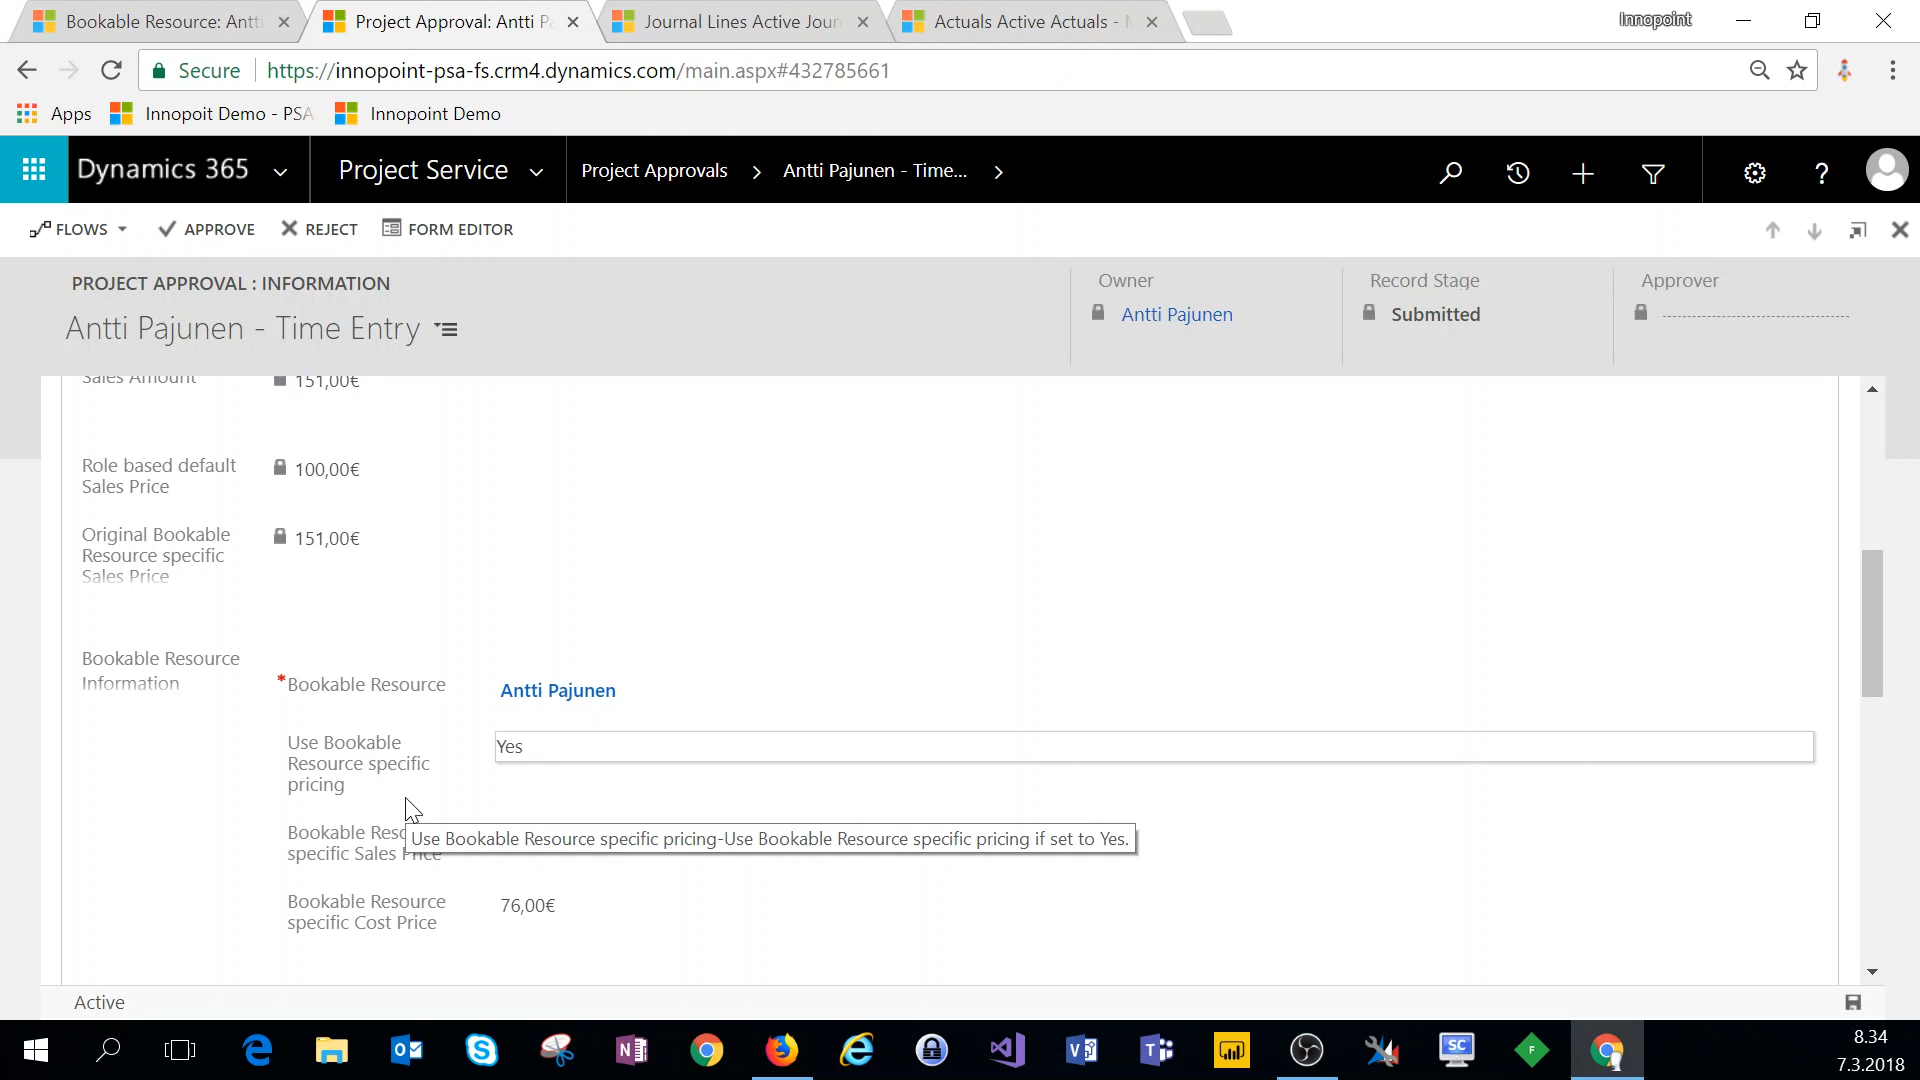 Bookable Resource: Antti
Project Approval: Antti Pa
Journal Lines Active Jour
Actuals Active Actuals -
Innopoint
Secure
https://innopoint-psa-fs.crm4.dynamics.com/main.aspx#432785661
Apps
Innopoit Demo - PSA
Innopoint Demo
Dynamics 365
Project Service
Project Approvals
Antti Pajunen - Time...
FLOWS
APPROVE
REJECT
FORM EDITOR
PROJECT APPROVAL : INFORMATION
Antti Pajunen - Time Entry
Owner
Antti Pajunen
Record Stage
Submitted
Approver
Sales Amount
151,00€
Role based default
Sales Price
100,00€
Original Bookable
Resource specific
Sales Price
151,00€
Bookable Resource
Information
*Bookable Resource
Antti Pajunen
Use Bookable
Resource specific
pricing
Yes
Bookable Reso
specific Sales Price
Use Bookable Resource specific pricing-Use Bookable Resource specific pricing if set to Yes.
Bookable Resource
specific Cost Price
76,00€
Active
8.34
7.3.2018